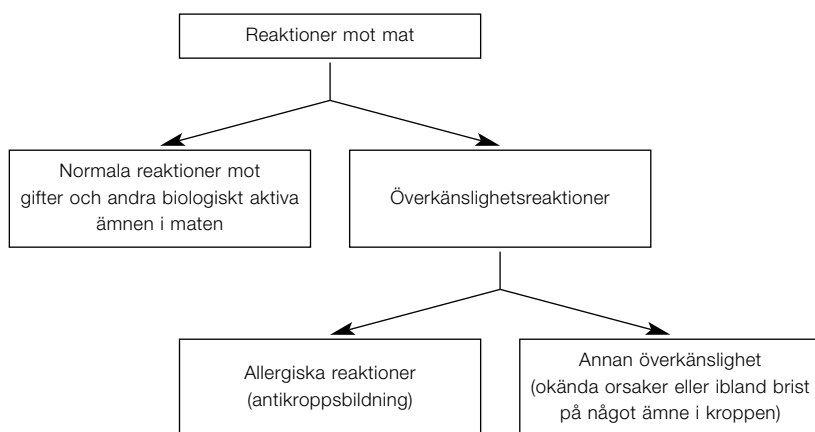 Reaktioner mot mat
Normala reaktioner mot
gifter och andra biologiskt aktiva
ämnen i maten
Överkänslighetsreaktioner
Allergiska reaktioner
(antikroppsbildning)
Annan överkänslighet
(okända orsaker eller ibland brist
på något ämne i kroppen)